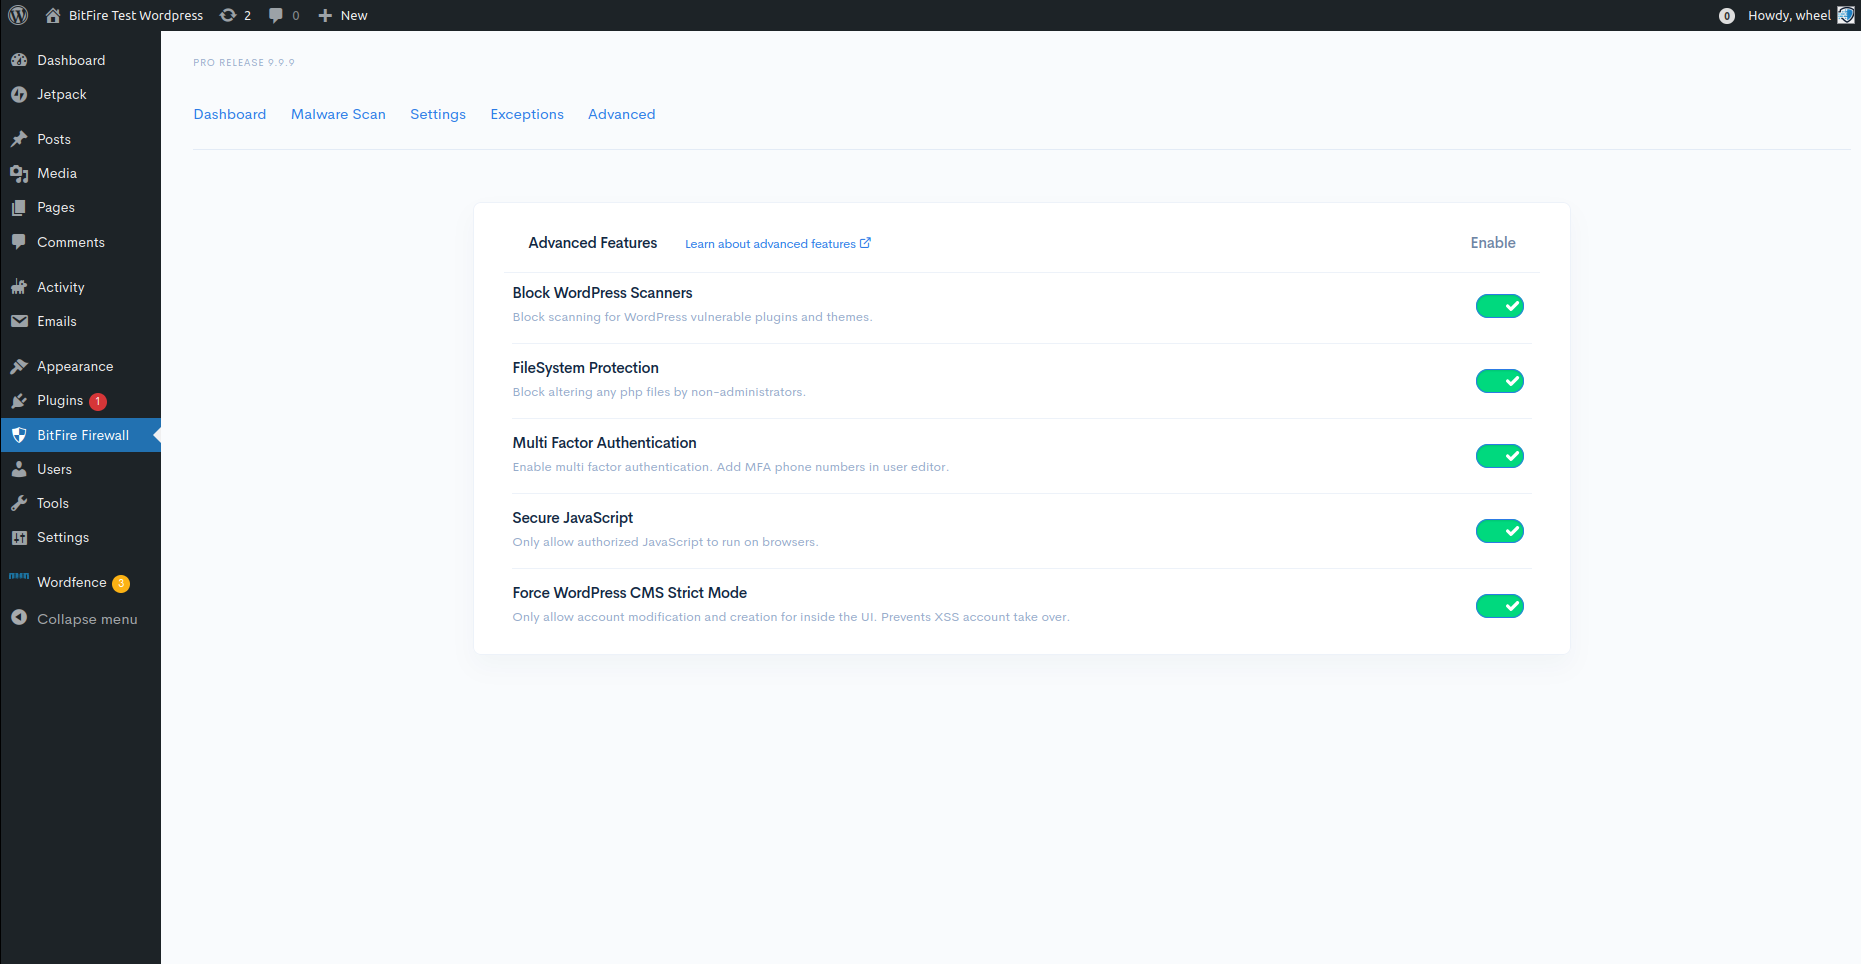 BitFire Test Wordpress 2 0 New 0 Howdy, wheel
Dashboard
Jetpack
Posts
Media
Pages
Comments
Activity
Emails
Appearance
Plugins 1
BitFire Firewall
Users
Tools
Settings
Wordfence 3
Collapse menu
PRO RELEASE 9.9.9
Dashboard Malware Scan Settings Exceptions Advanced
Advanced Features Learn about advanced features Enable
Block WordPress Scanners
Block scanning for WordPress vulnerable plugins and themes.
FileSystem Protection
Block altering any php files by non-administrators.
Multi Factor Authentication
Enable multi factor authentication. Add MFA phone numbers in user editor.
Secure JavaScript
Only allow authorized JavaScript to run on browsers.
Force WordPress CMS Strict Mode
Only allow account modification and creation for inside the UI. Prevents XSS account take over.